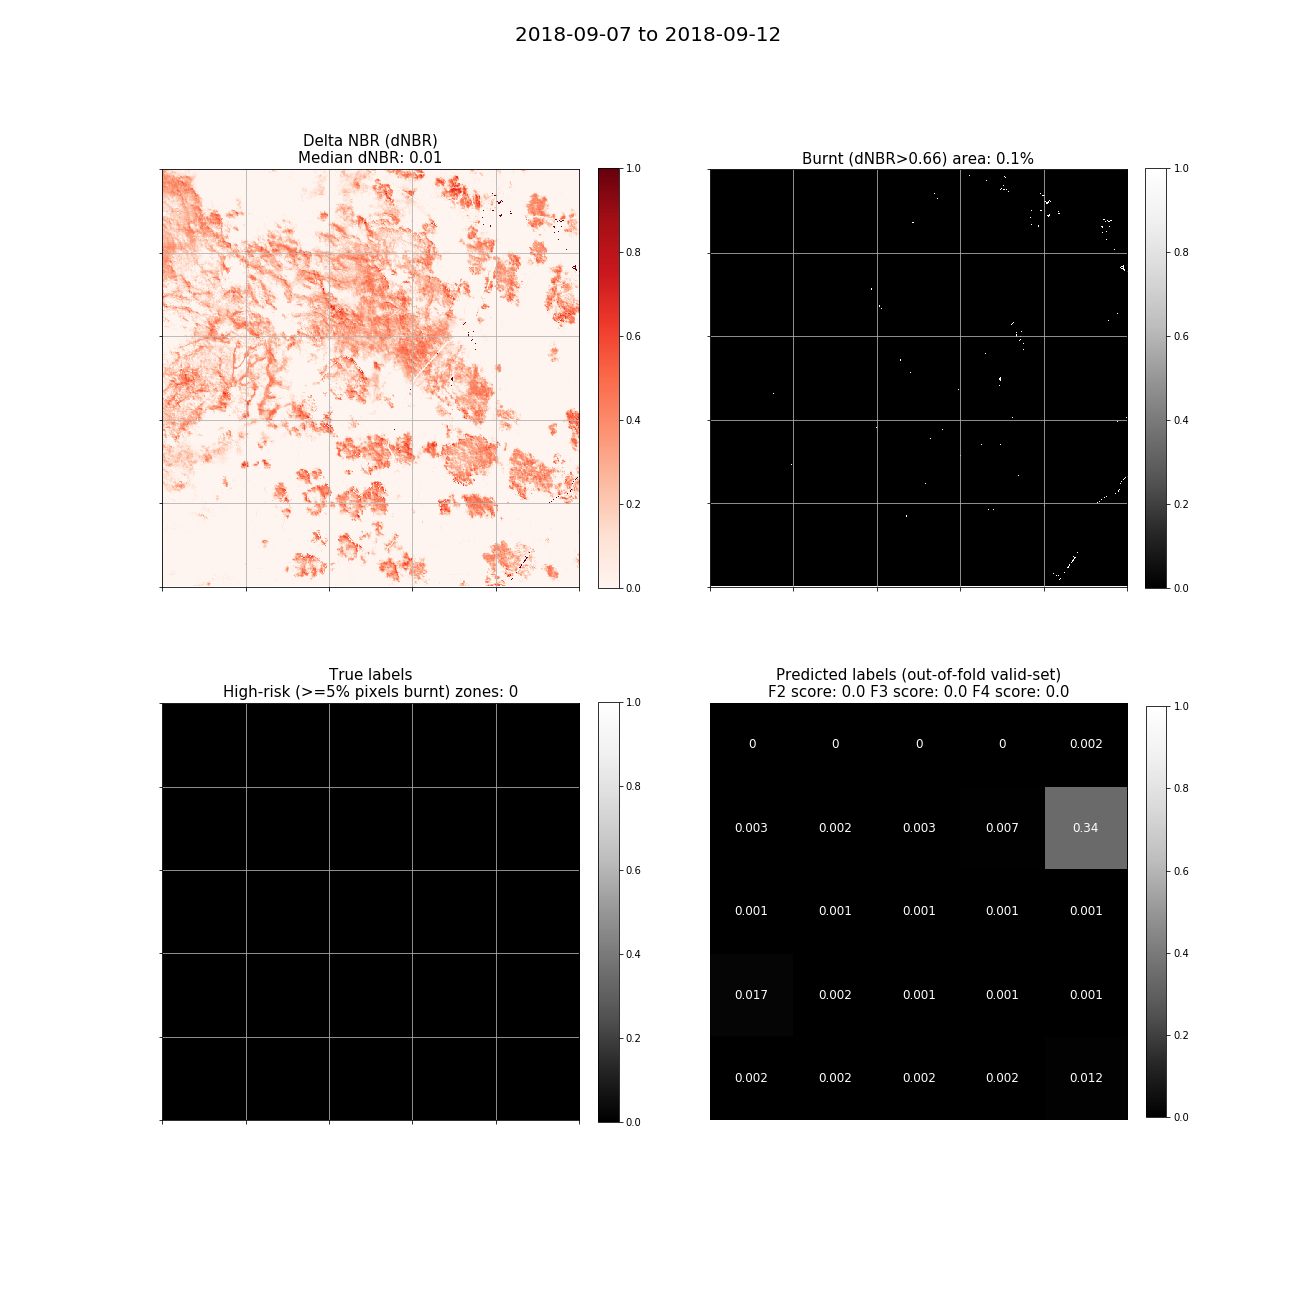 2018-09-07 to 2018-09-12
Delta NBR (dNBR)
Median dNBR: 0.01
1.0
0.8
0.6
0.4
0.2
0.0
Burnt (dNBR>0.66) area: 0.1%
1.0
0.8
0.6
0.4
0.2
0.0
True labels
High-risk (>=5% pixels burnt) zones: 0
1.0
0.8
0.6
0.4
0.2
0.0
Predicted labels (out-of-fold valid-set)
F2 score: 0.0 F3 score: 0.0 F4 score: 0.0
0 0 0 0 0.002
0.003 0.002 0.003 0.007 0.34
0.001 0.001 0.001 0.001 0.001
0.017 0.002 0.001 0.001 0.001
0.002 0.002 0.002 0.002 0.012
1.0
0.8
0.6
0.4
0.2
0.0